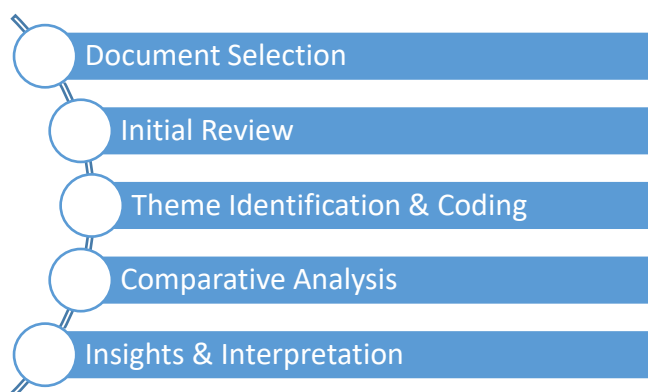 Document Selection
Initial Review
Theme Identification & Coding
Comparative Analysis
Insights & Interpretation